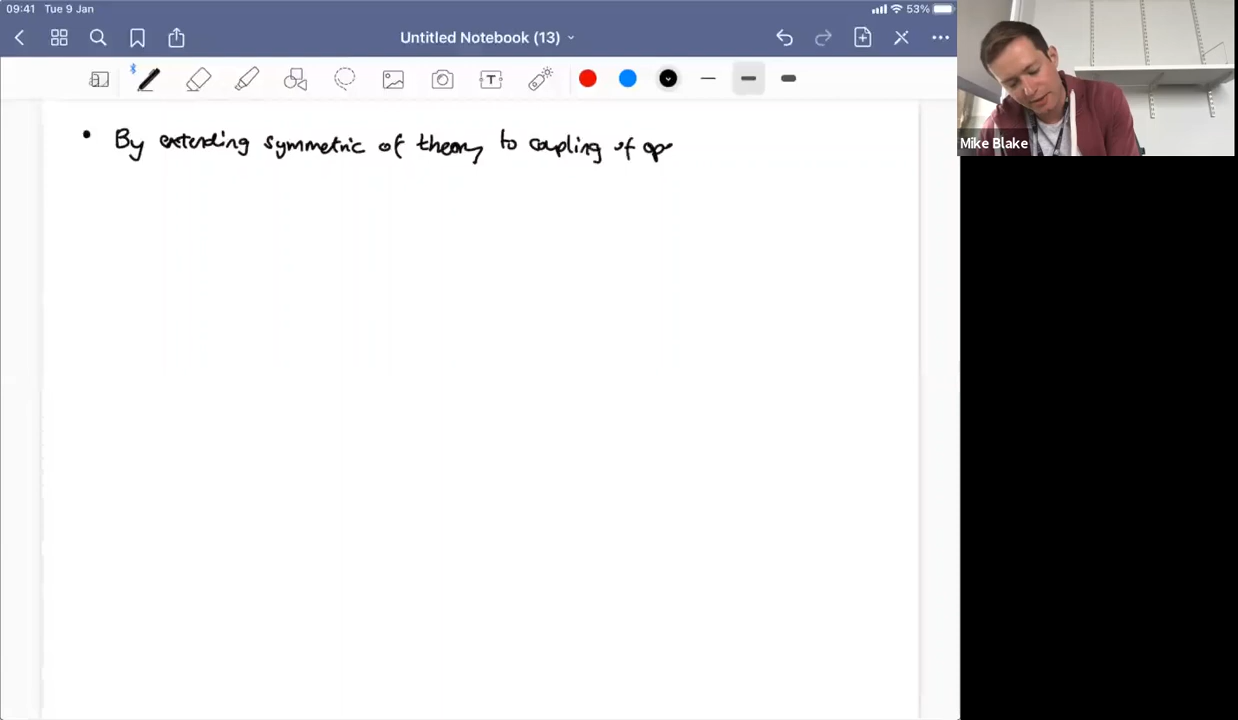 09:41 Tue 9 Jan
53%
Untitled Notebook (13)
T
Mike Blake
• By extending symmetric of theory to coupling of ope